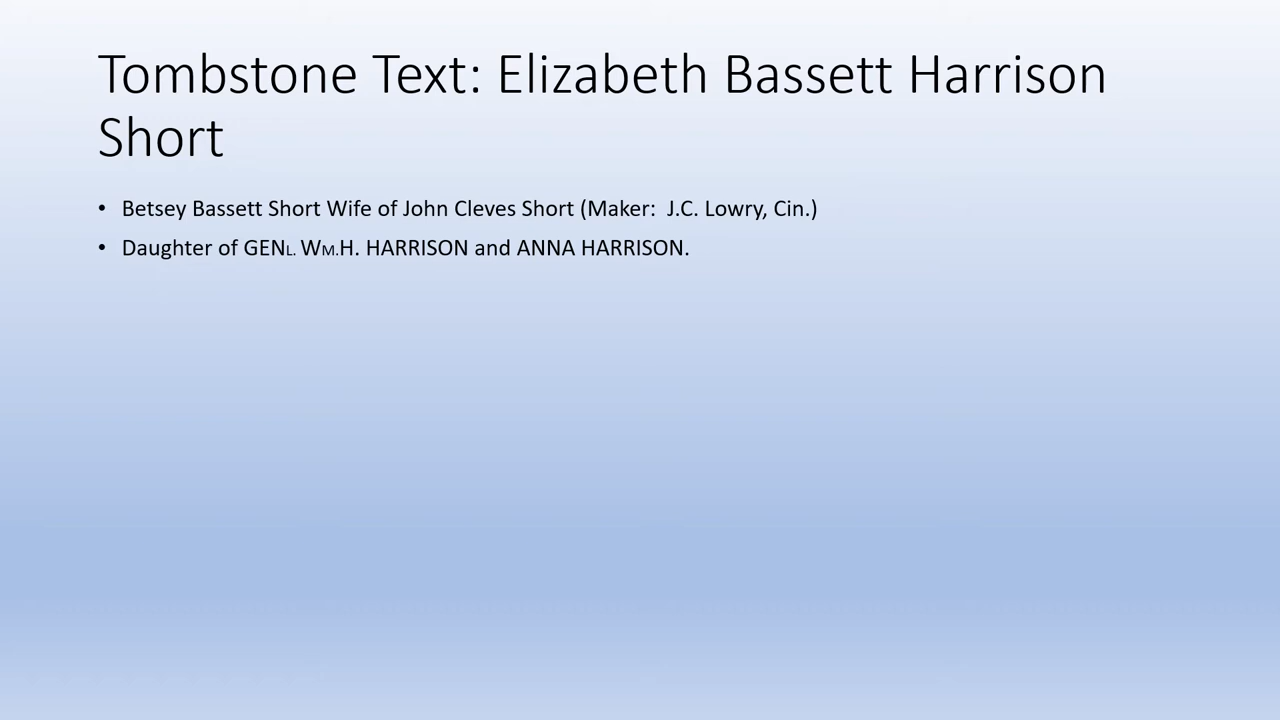 Tombstone Text: Elizabeth Bassett Harrison
Short
• Betsey Bassett Short Wife of John Cleves Short (Maker:  J.C. Lowry, Cin.)
• Daughter of GENL. WM.H. HARRISON and ANNA HARRISON.